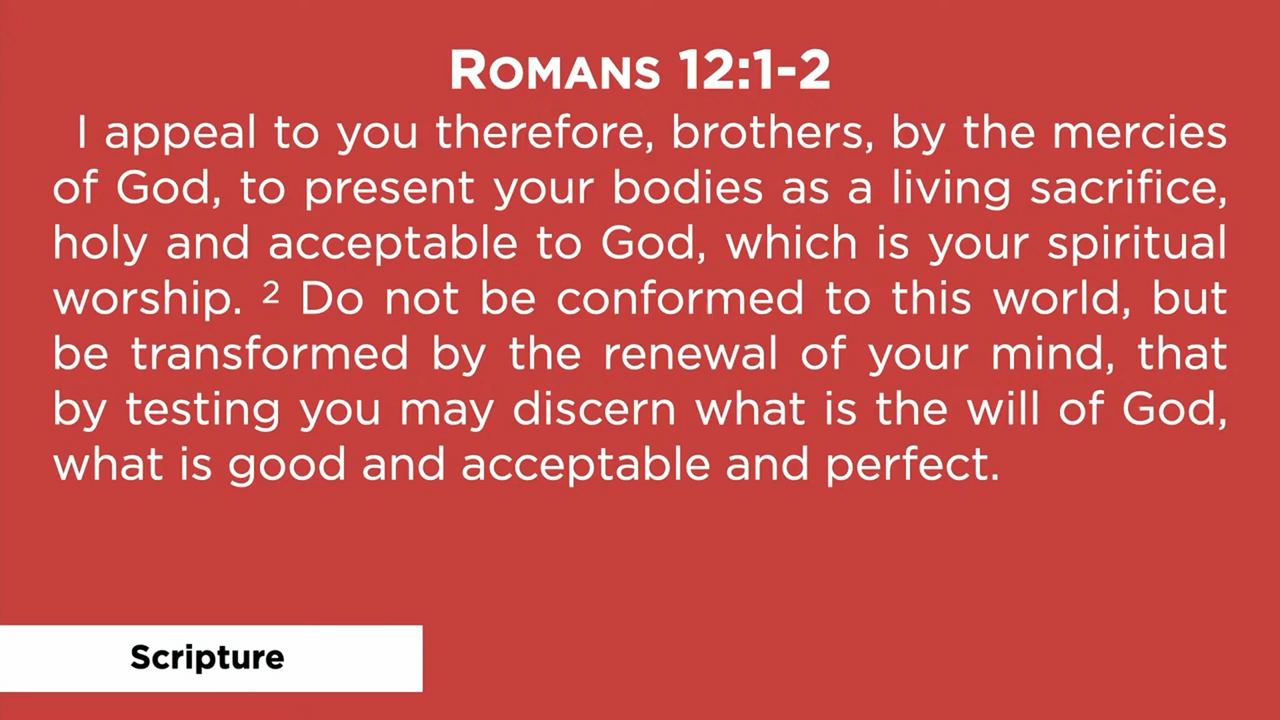 ROMANS 12:1-2
I appeal to you therefore, brothers, by the mercies
of God, to present your bodies as a living sacrifice,
holy and acceptable to God, which is your spiritual
worship. ² Do not be conformed to this world, but
be transformed by the renewal of your mind, that
by testing you may discern what is the will of God,
what is good and acceptable and perfect.
Scripture